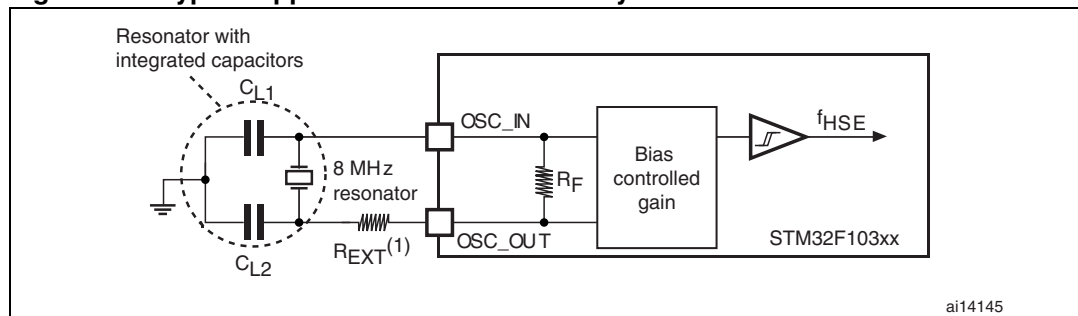 Resonator with
integrated capacitors
CL1
OSC_IN
fHSE
8 MHz
resonator
RF
Bias
controlled
gain
OSC_OUT
STM32F103xx
REXT(1)
CL2
ai14145